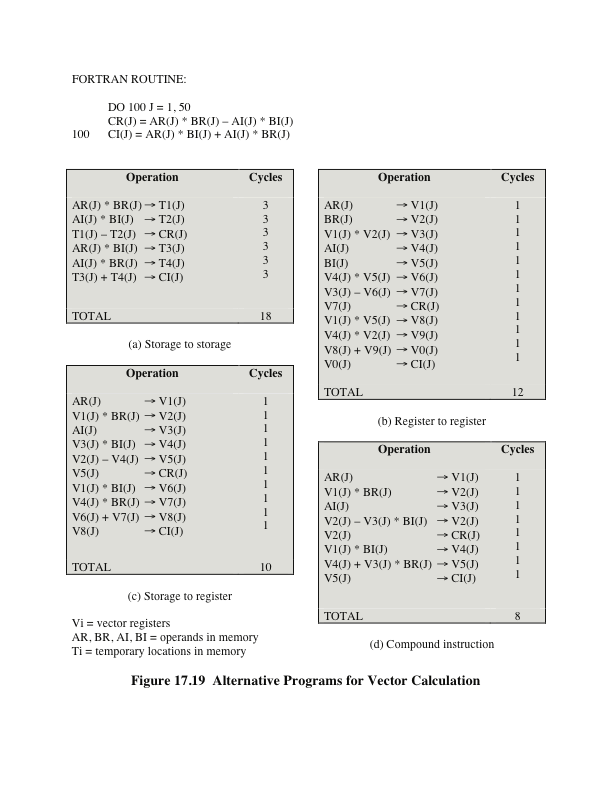 FORTRAN ROUTINE:
DO 100 J = 1, 50
CR(J) = AR(J) * BR(J) – AI(J) * BI(J)
100 CI(J) = AR(J) * BI(J) + AI(J) * BR(J)
Operation Cycles
AR(J) * BR(J) → T1(J) 3
AI(J) * BI(J) → T2(J) 3
T1(J) – T2(J) → CR(J) 3
AR(J) * BI(J) → T3(J) 3
AI(J) * BR(J) → T4(J) 3
T3(J) + T4(J) → CI(J) 3
TOTAL 18
(a) Storage to storage
Operation Cycles
AR(J) → V1(J) 1
BR(J) → V2(J) 1
V1(J) * V2(J) → V3(J) 1
AI(J) → V4(J) 1
BI(J) → V5(J) 1
V4(J) * V5(J) → V6(J) 1
V3(J) – V6(J) → V7(J) 1
V7(J) → CR(J) 1
V1(J) * V5(J) → V8(J) 1
V4(J) * V2(J) → V9(J) 1
V8(J) + V9(J) → V0(J) 1
V0(J) → CI(J) 1
TOTAL 12
(b) Register to register
Operation Cycles
AR(J) → V1(J) 1
V1(J) * BR(J) → V2(J) 1
AI(J) → V3(J) 1
V3(J) * BI(J) → V4(J) 1
V2(J) – V4(J) → V5(J) 1
V5(J) → CR(J) 1
V1(J) * BI(J) → V6(J) 1
V4(J) * BR(J) → V7(J) 1
V6(J) + V7(J) → V8(J) 1
V8(J) → CI(J) 1
TOTAL 10
(c) Storage to register
Operation Cycles
AR(J) → V1(J) 1
V1(J) * BR(J) → V2(J) 1
AI(J) → V3(J) 1
V2(J) – V3(J) * BI(J) → V2(J) 1
V2(J) → CR(J) 1
V1(J) * BI(J) → V4(J) 1
V4(J) + V3(J) * BR(J) → V5(J) 1
V5(J) → CI(J) 1
TOTAL 8
(d) Compound instruction
Vi = vector registers
AR, BR, AI, BI = operands in memory
Ti = temporary locations in memory
Figure 17.19 Alternative Programs for Vector Calculation